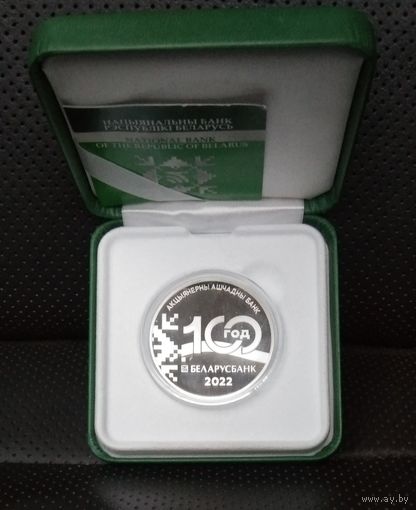 НАЦЫЯНАЛЬНЫ БАНК
РЭСПУБЛІКІ БЕЛАРУСЬ
NATIONAL BANK
OF THE REPUBLIC OF BELARUS
АКЦЫЯНЕРНЫ АШЧАДНЫ БАНК
100
ГОД
БЕЛАРУСБАНК
2022
www.ay.by